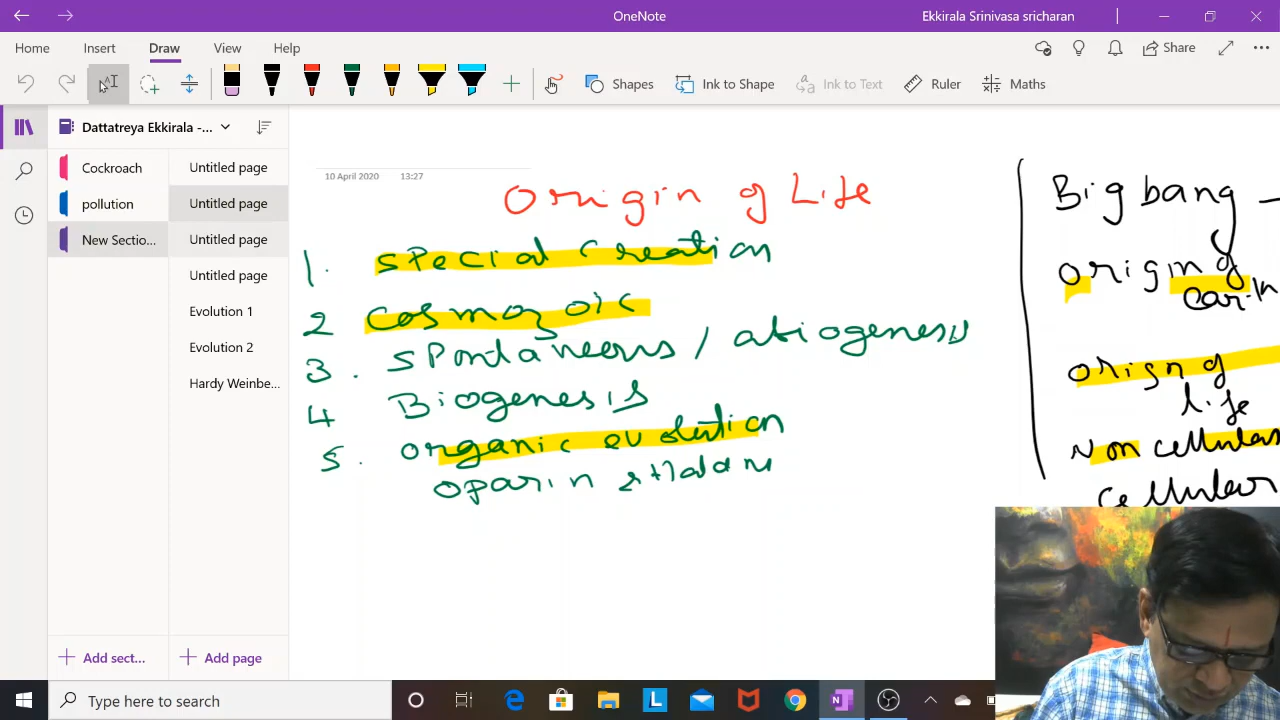 OneNote
Ekkirala Srinivasa sricharan
Home Insert Draw View Help
Share
Shapes Ink to Shape Ink to Text Ruler Maths
Dattatreya Ekkirala -...
Cockroach
pollution
New Sectio...
Untitled page
Untitled page
Untitled page
Untitled page
Evolution 1
Evolution 2
Hardy Weinbe...
Add sect...
Add page
10 April 2020 13:27
Origin of Life
1. Special Creation
2 Cosmozoic
3. Spontaneous / abiogenesis
4 Biogenesis
5. organic evolution
oparin
Big bang -
origin of
orign of
life
Non cellular
cellular
Type here to search